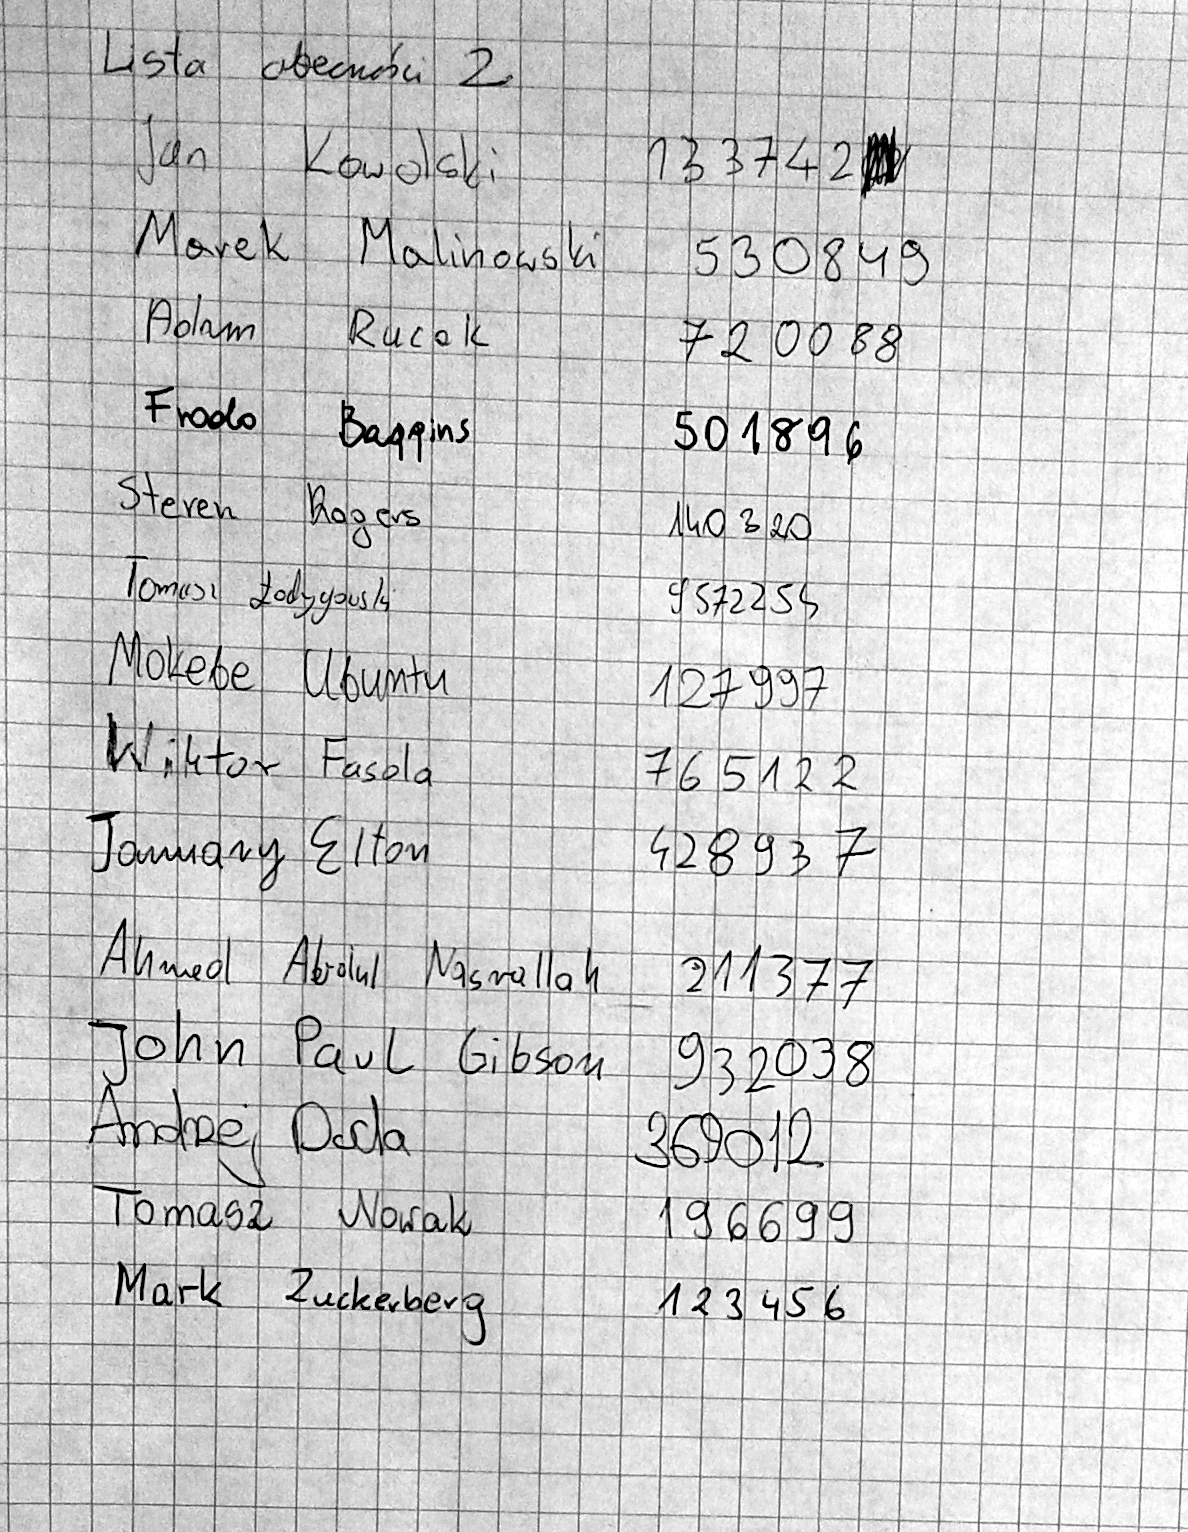 Lista obecności 2
Jan Kowalski 133742
Marek Malinowski 530849
Adam Rucak 720088
Frodo Baggins 501896
Steven Rogers 140320
Tomasz Łodygowski 9572254
Mokebe Ubuntu 127997
Wiktor Fasola 765122
January Elton 428937
Ahmed Abdul Nasrallah 211377
John Paul Gibson 932038
Andrzej Duda 369012
Tomasz Nowak 196699
Mark Zuckerberg 123456